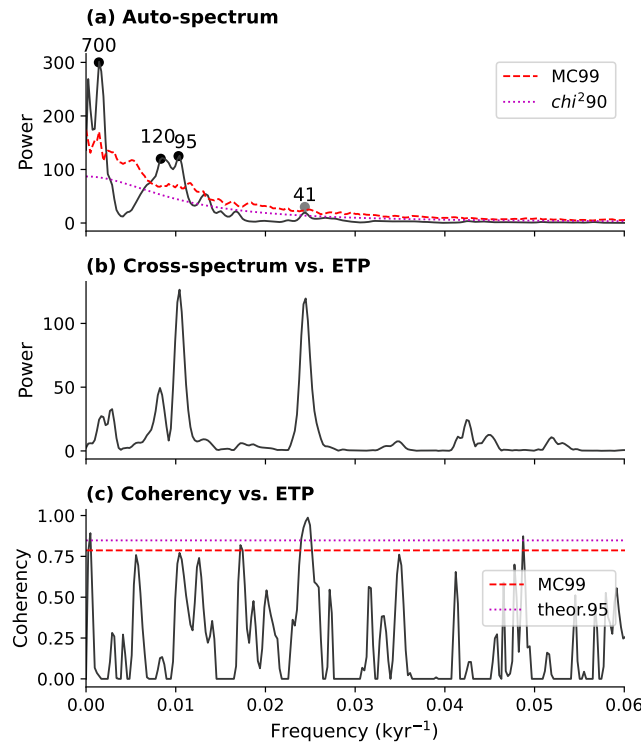 (a) Auto-spectrum
700
300
120
95
41
200
100
0
Power
MC99
chi²90
(b) Cross-spectrum vs. ETP
100
50
0
Power
(c) Coherency vs. ETP
1.00
0.75
0.50
0.25
0.00
Coherency
MC99
theor.95
0.00 0.01 0.02 0.03 0.04 0.05 0.06
Frequency (kyr⁻¹)